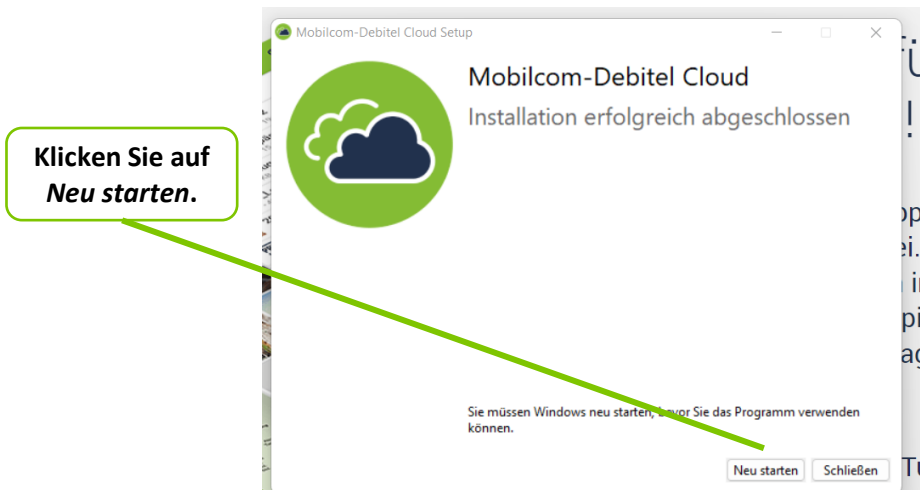 Mobilcom-Debitel Cloud Setup
Mobilcom-Debitel Cloud
Installation erfolgreich abgeschlossen
Klicken Sie auf
Neu starten.
Sie müssen Windows neu starten, bevor Sie das Programm verwenden
können.
Neu starten
Schließen